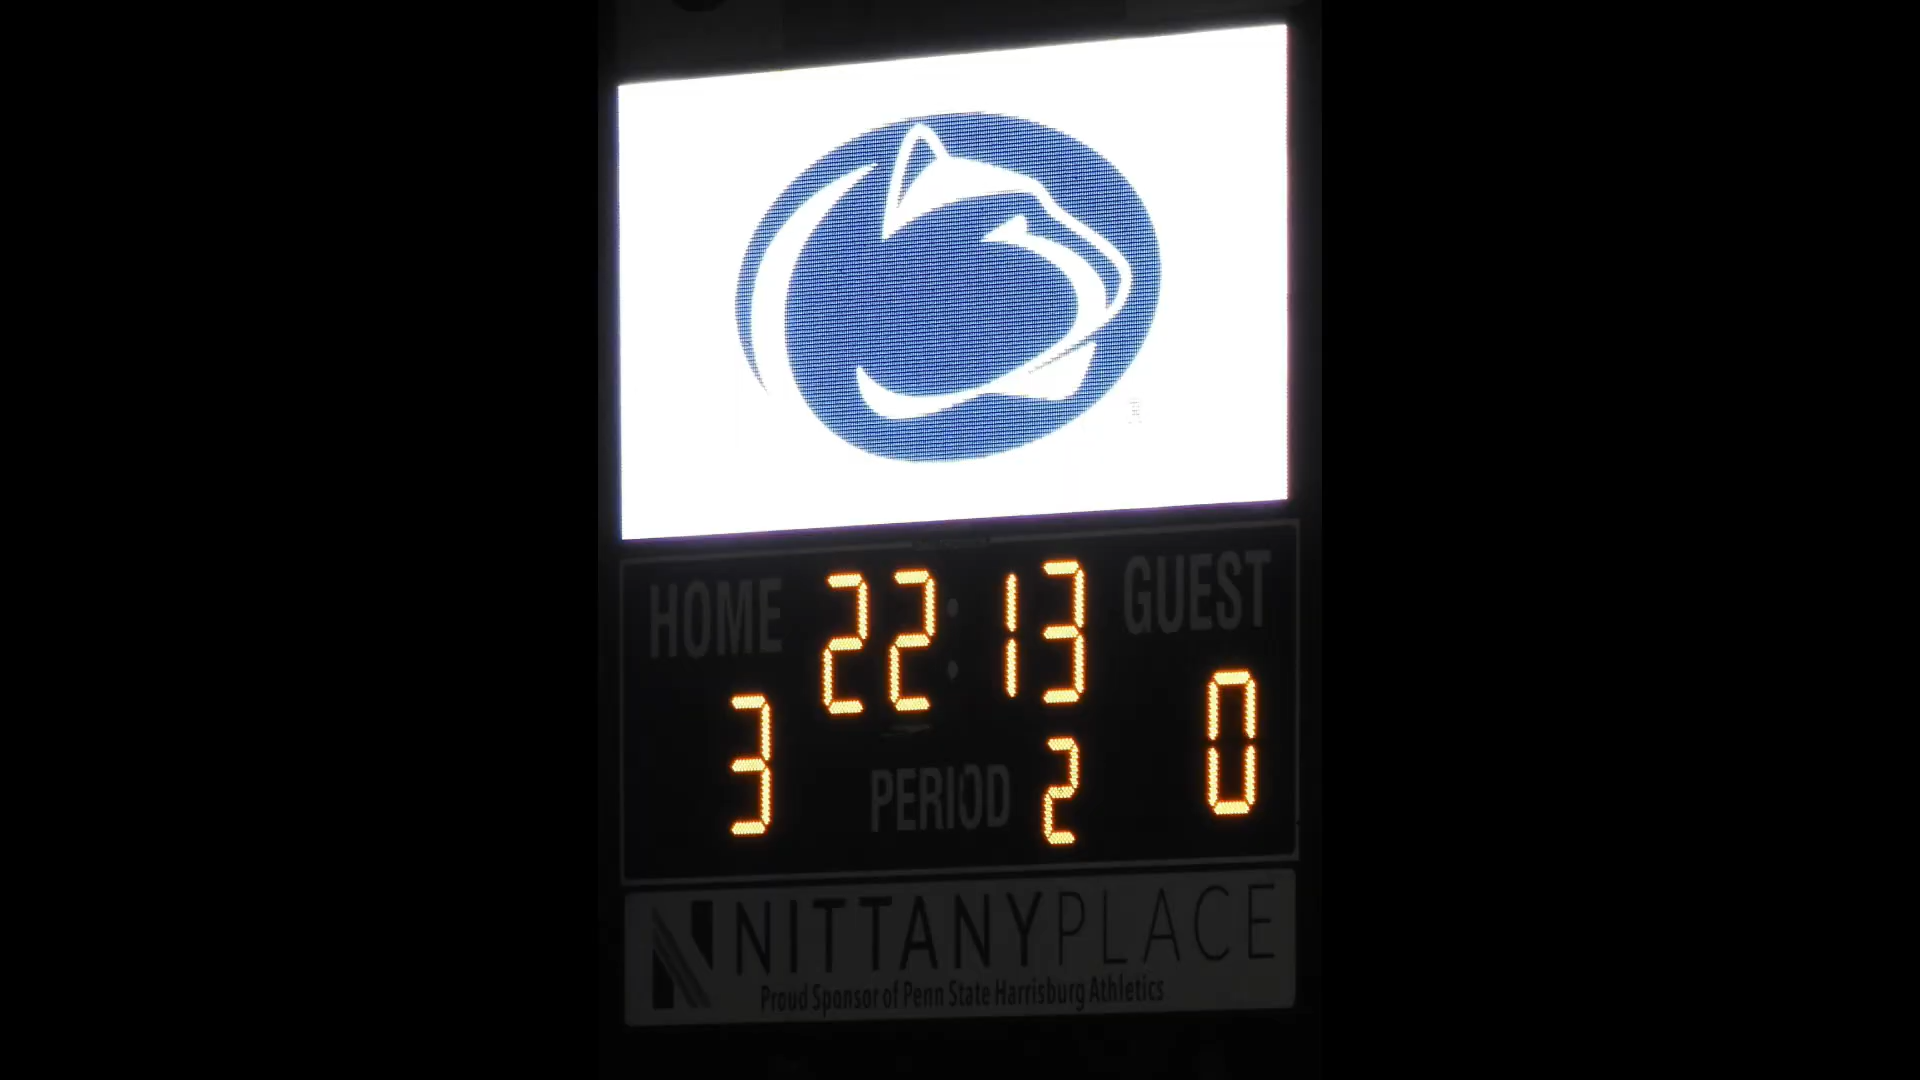 HOME 22:13 GUEST
3 PERIOD 2 0
NITTANYPLACE
Proud Sponsor of Penn State Harrisburg Athletics